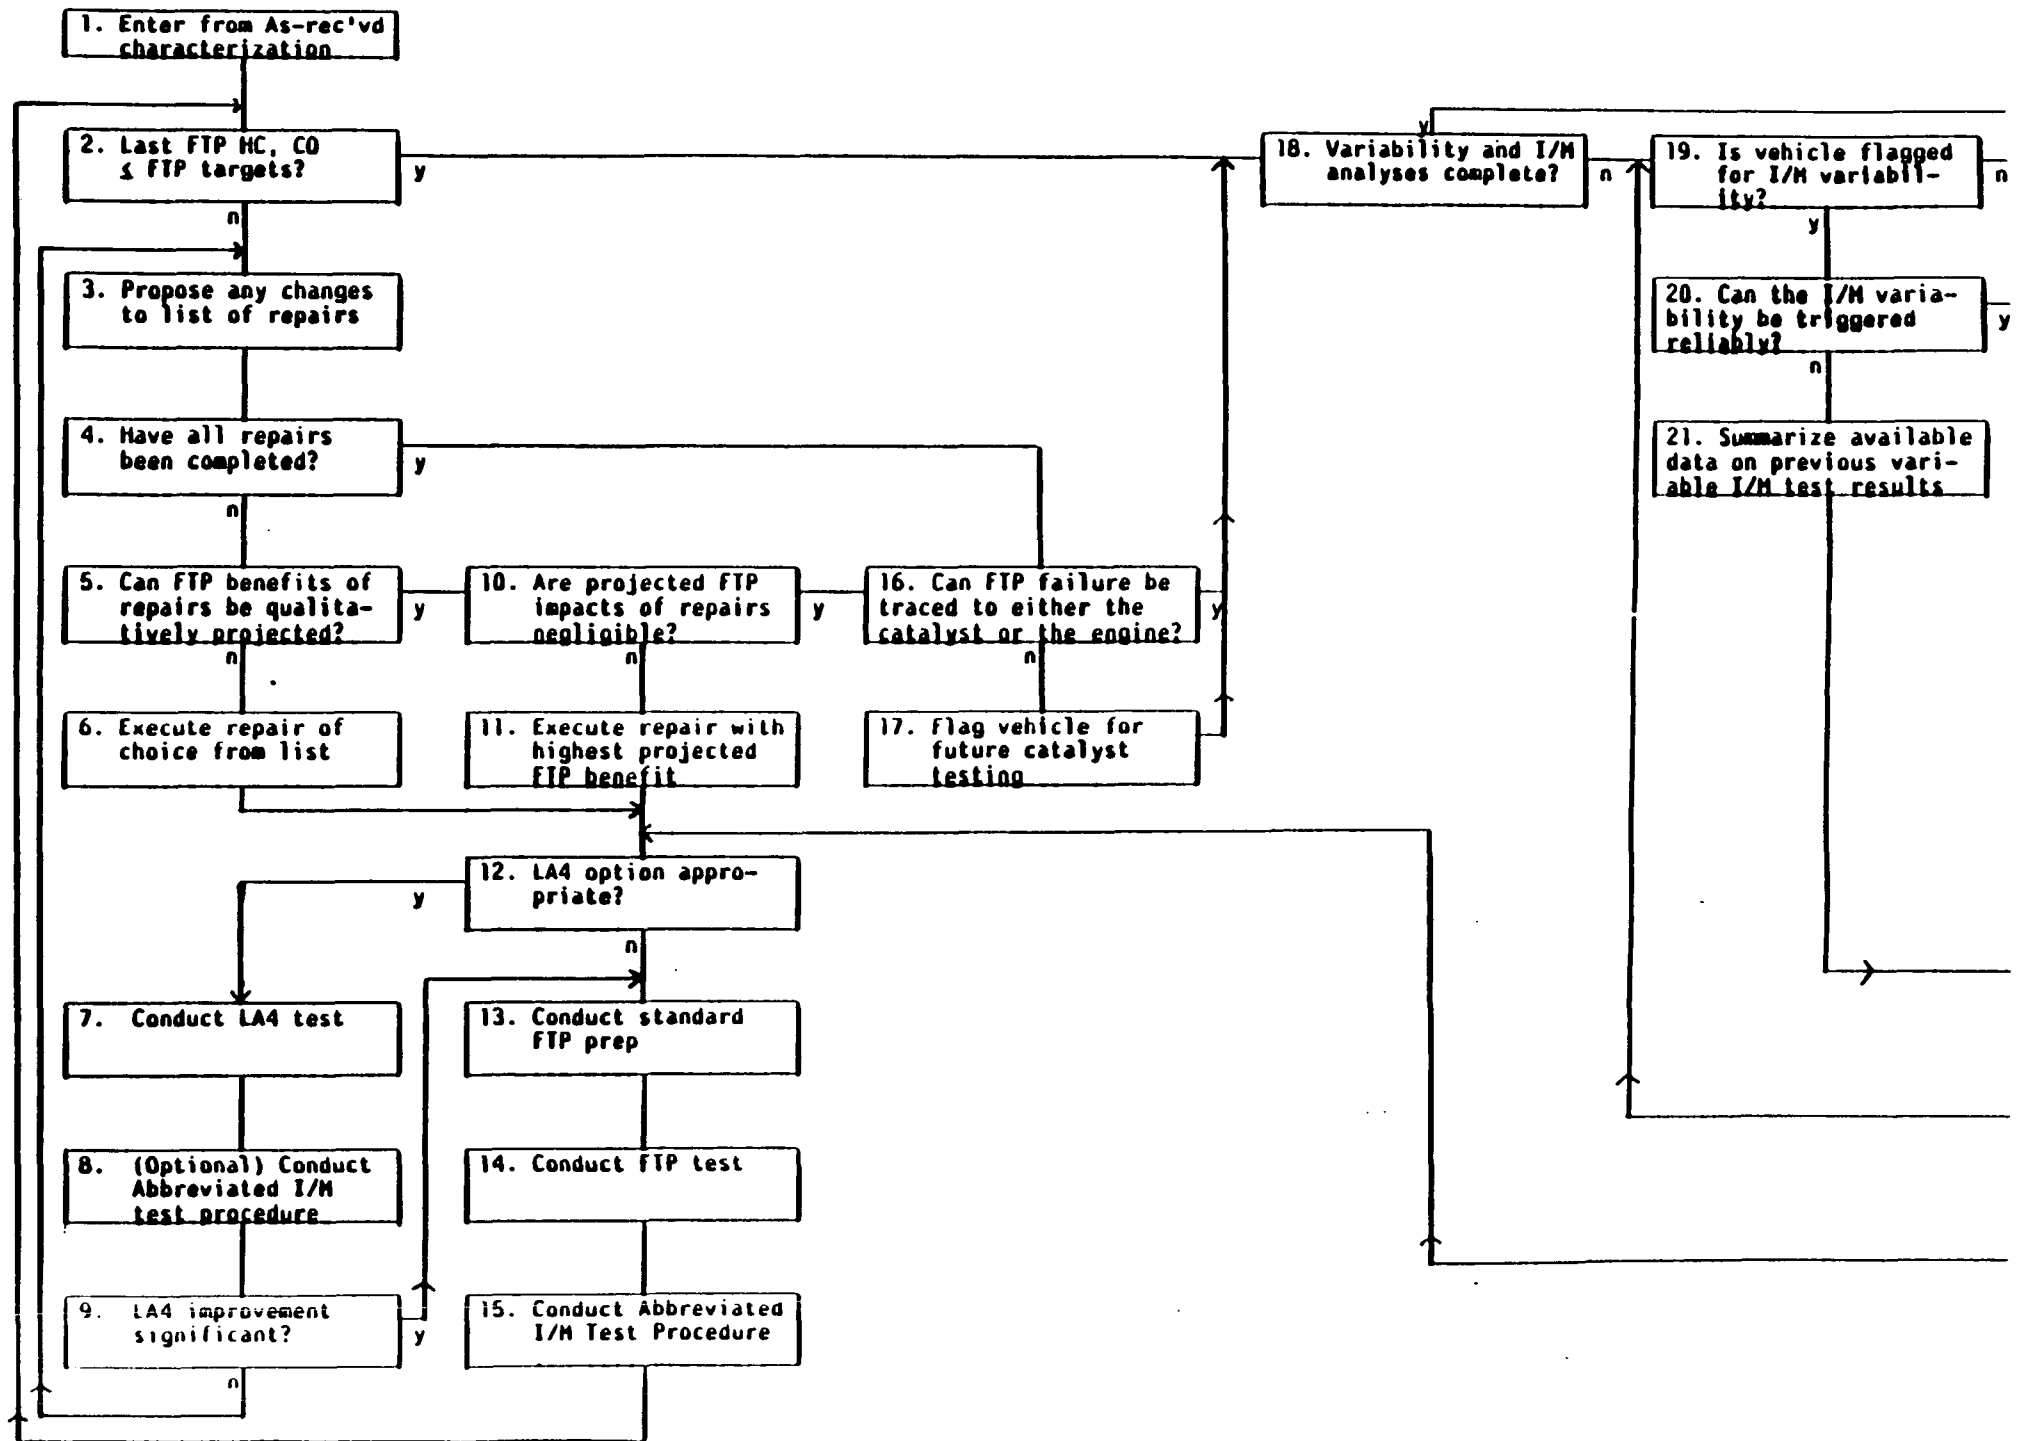 1. Enter from As-rec'vd
characterization
2. Last FTP HC, CO
≤ FTP targets?
y
n
3. Propose any changes
to list of repairs
4. Have all repairs
been completed?
y
n
5. Can FTP benefits of
repairs be qualita-
tively projected?
y
n
6. Execute repair of
choice from list
7. Conduct LA4 test
8. (Optional) Conduct
Abbreviated I/M
test procedure
9. LA4 improvement
significant?
y
n
10. Are projected FTP
impacts of repairs
negligible?
y
n
11. Execute repair with
highest projected
FTP benefit
12. LA4 option appro-
priate?
y
n
13. Conduct standard
FTP prep
14. Conduct FTP test
15. Conduct Abbreviated
I/M Test Procedure
16. Can FTP failure be
traced to either the
catalyst or the engine?
y
n
17. Flag vehicle for
future catalyst
testing
y
18. Variability and I/M
analyses complete?
n
19. Is vehicle flagged
for I/M variabil-
ity?
n
y
20. Can the I/M varia-
bility be triggered
reliably?
y
n
21. Summarize available
data on previous vari-
able I/M test results